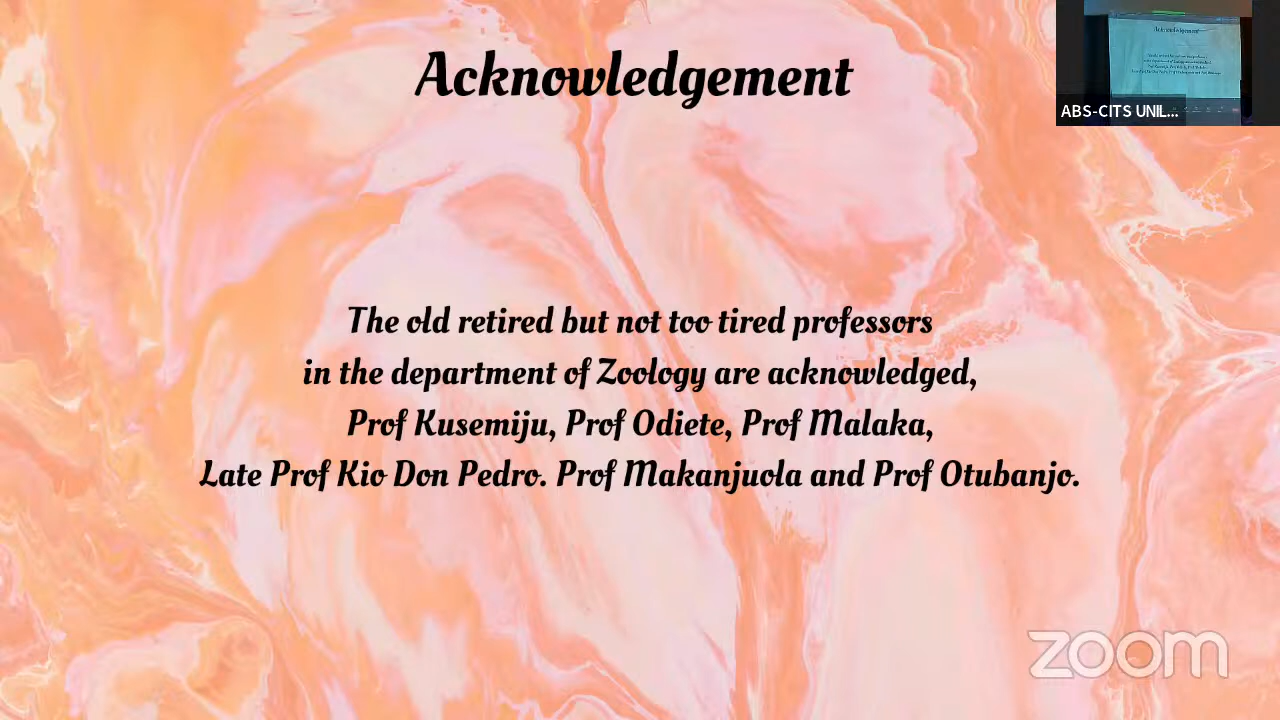 Acknowledgement
ABS-CITS UNIL...
The old retired but not too tired professors
in the department of Zoology are acknowledged,
Prof Kusemiju, Prof Odiete, Prof Malaka,
Late Prof Kio Don Pedro. Prof Makanjuola and Prof Otubanjo.
zoom